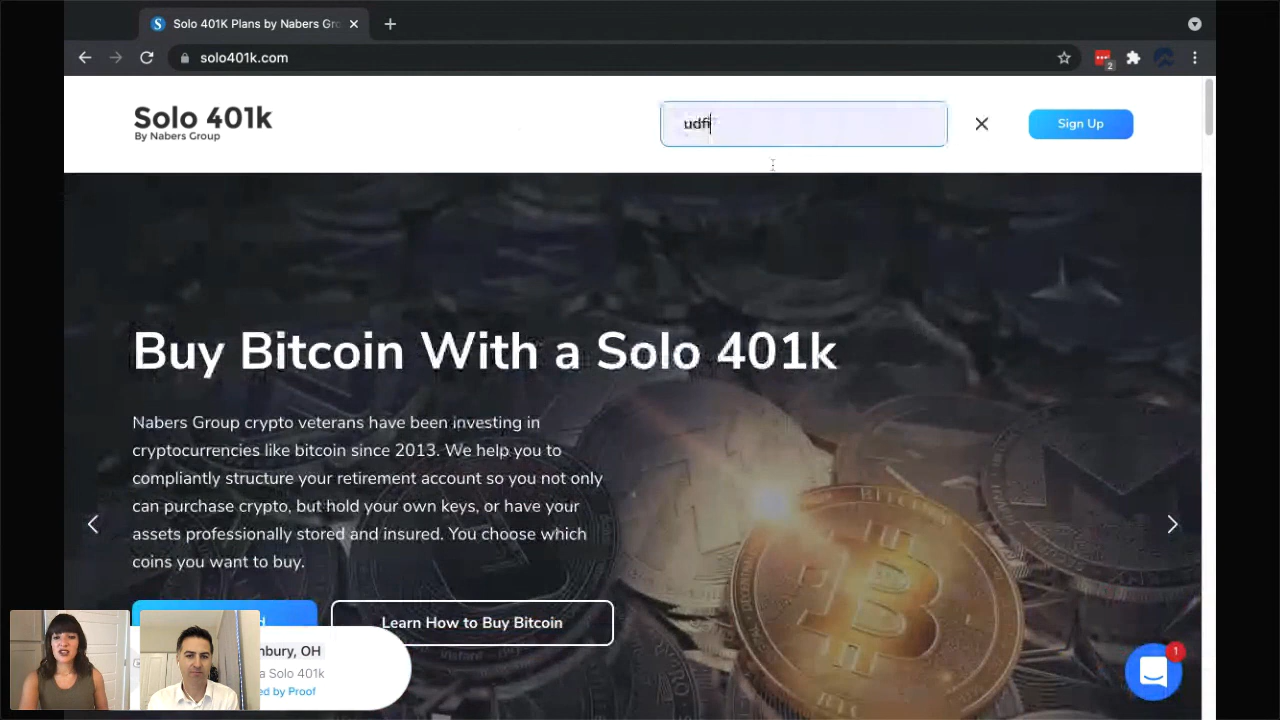 Solo 401K Plans by Nabers Gro
solo401k.com
2
Solo 401k
By Nabers Group
udfi
Sign Up
Buy Bitcoin With a Solo 401k
Nabers Group crypto veterans have been investing in
cryptocurrencies like bitcoin since 2013. We help you to
compliantly structure your retirement account so you not only
can purchase crypto, but hold your own keys, or have your
assets professionally stored and insured. You choose which
coins you want to buy.
Learn How to Buy Bitcoin
nbury, OH
a Solo 401k
ed by Proof
1
BITCOIN